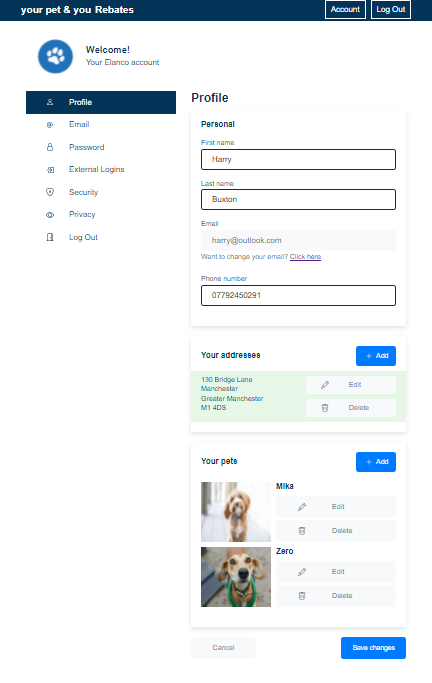 your pet & you Rebates
Account
Log Out
Welcome!
Your Elanco account
Profile
Email
Password
External Logins
Security
Privacy
Log Out
Profile
Personal
First name
Harry
Last name
Buxton
Email
harry@outlook.com
Want to change your email? Click here
Phone number
07792450291
Your addresses
+ Add
130 Bridge Lane
Manchester
Greater Manchester
M1 4DS
Edit
Delete
Your pets
+ Add
Mika
Edit
Delete
Zero
Edit
Delete
Cancel
Save changes